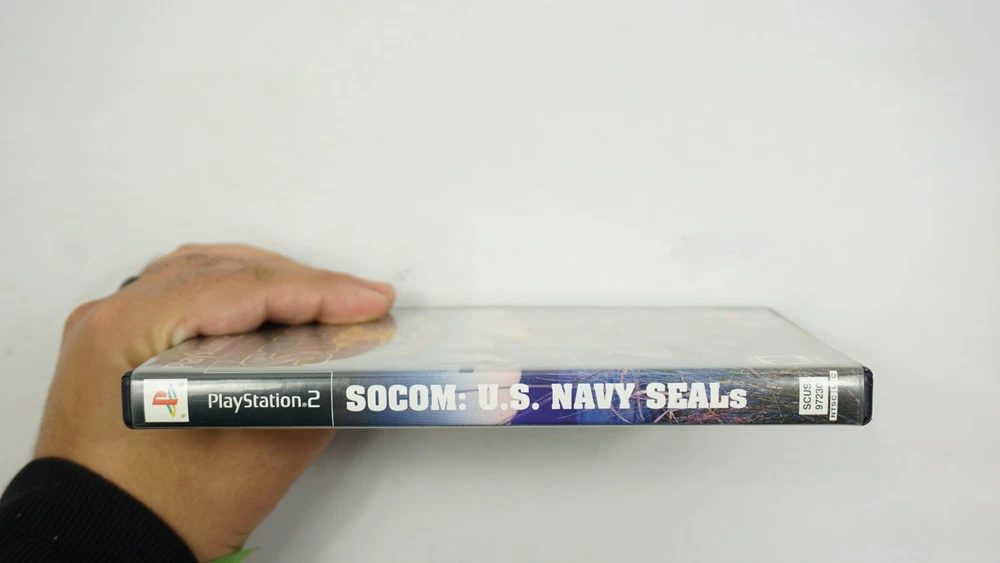 PlayStation.2
SOCOM: U.S. NAVY SEALs
SCUS
97230
NTSC U/C